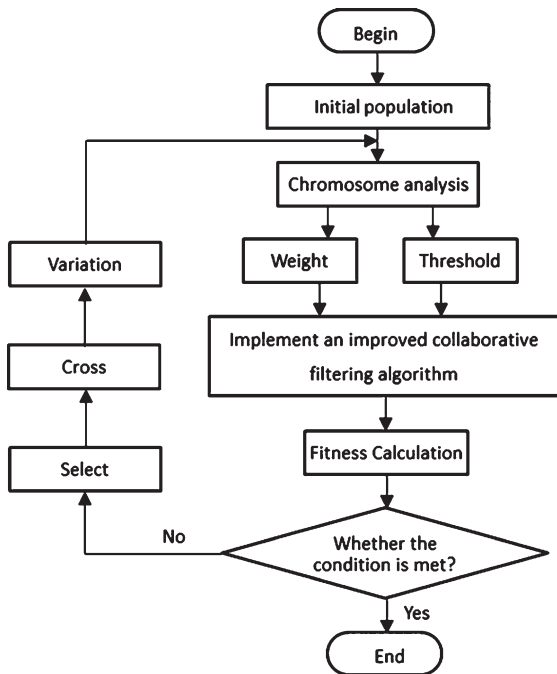 Begin
Initial population
Chromosome analysis
Weight
Threshold
Implement an improved collaborative
filtering algorithm
Fitness Calculation
Whether the
condition is met?
No
Select
Cross
Variation
Yes
End